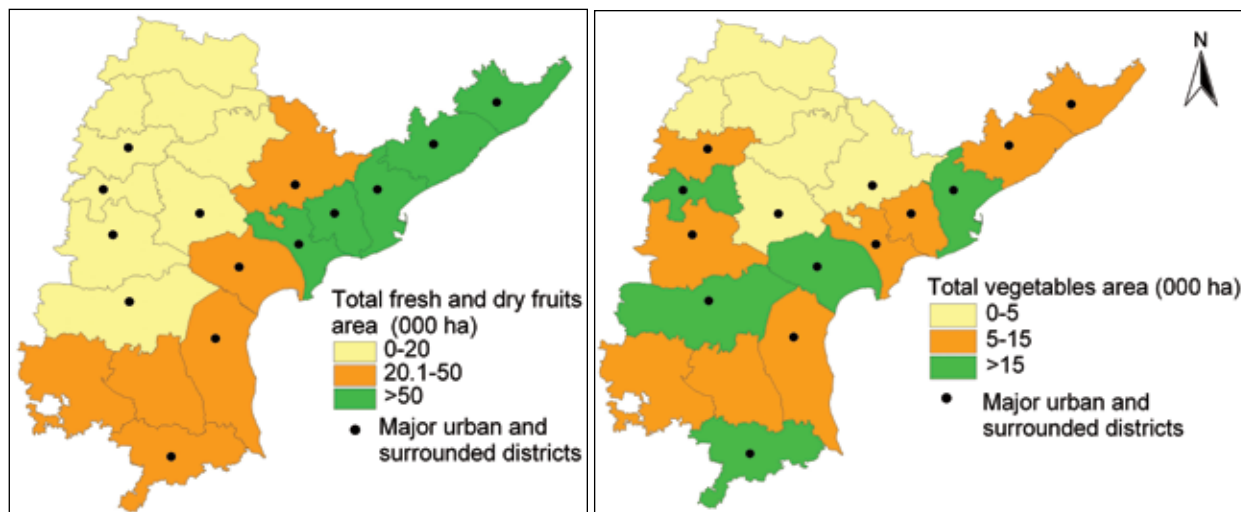 Total fresh and dry fruits
area (000 ha)
0-20
20.1-50
>50
Major urban and
surrounded districts
N
Total vegetables area (000 ha)
0-5
5-15
>15
Major urban and
surrounded districts